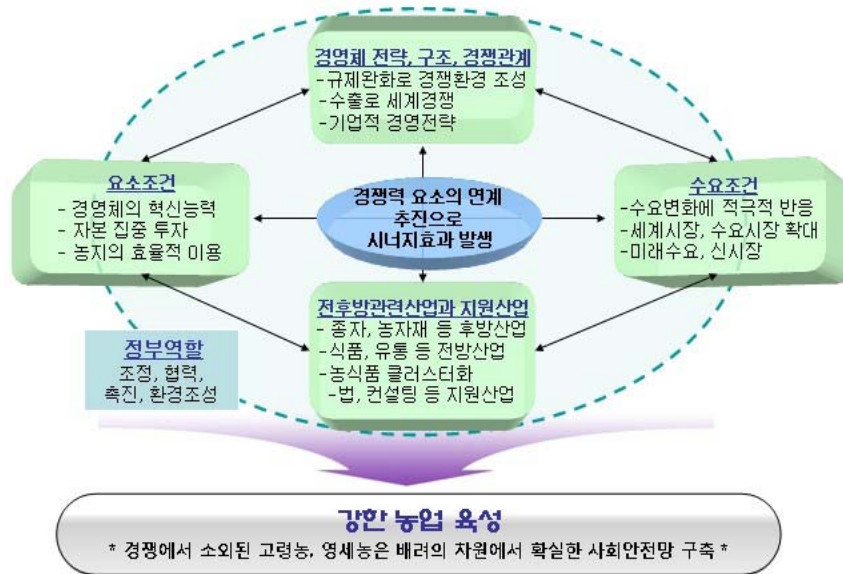 경영체 전략, 구조, 경쟁관계
-규제완화로 경쟁환경 조성
-수출로 세계경쟁
-기업적 경영전략
요소조건
- 경영체의 혁신능력
- 자본 집중 투자
- 농지의 효율적 이용
경쟁력 요소의 연계
추진으로
시너지효과 발생
수요조건
-수요변화에 적극적 반응
-세계시장, 수요시장 확대
-미래수요, 신시장
전후방관련산업과 지원산업
- 종자, 농자재 등 후방산업
-식품, 유통 등 전방산업
-농식품 클러스터화
-법, 컨설팅 등 지원산업
정부역할
조정, 협력,
촉진, 환경조성
강한 농업 육성
* 경쟁에서 소외된 고령농, 영세농은 배려의 차원에서 확실한 사회안전망 구축 *